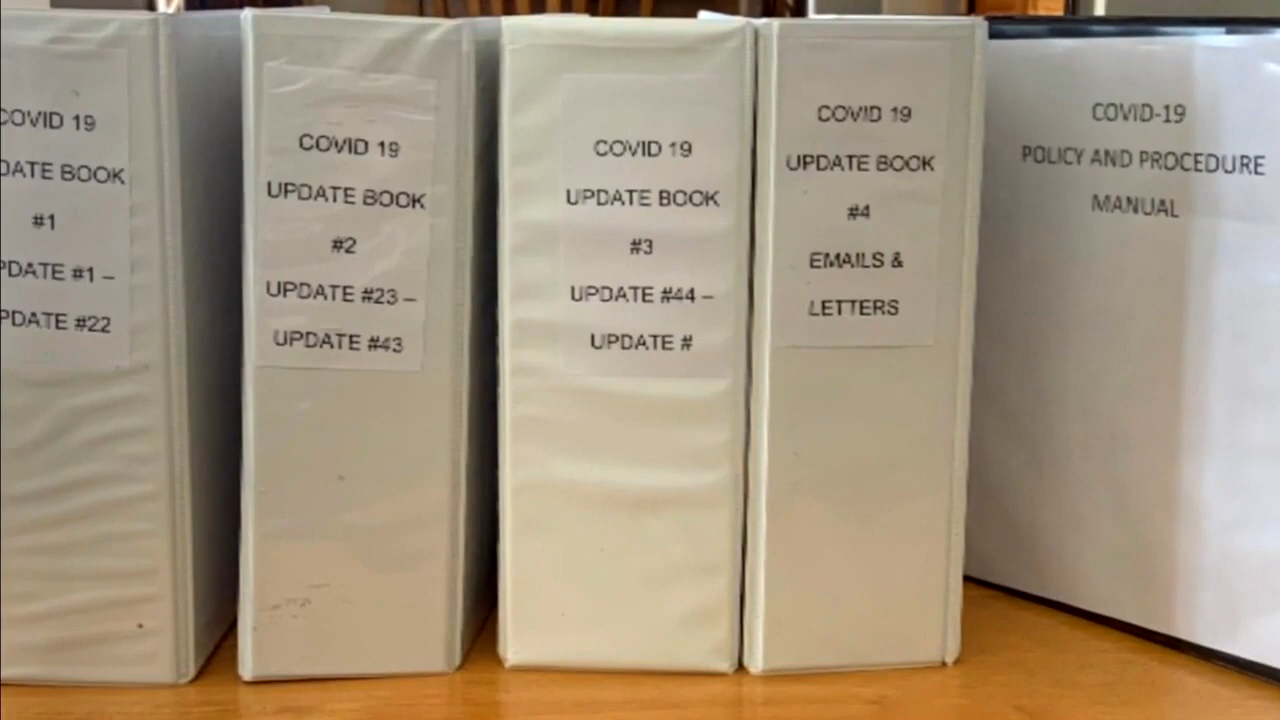 COVID 19
DATE BOOK
#1
PDATE #1 –
PDATE #22
COVID 19
UPDATE BOOK
#2
UPDATE #23 –
UPDATE #43
COVID 19
UPDATE BOOK
#3
UPDATE #44 –
UPDATE #
COVID 19
UPDATE BOOK
#4
EMAILS &
LETTERS
COVID-19
POLICY AND PROCEDURE
MANUAL